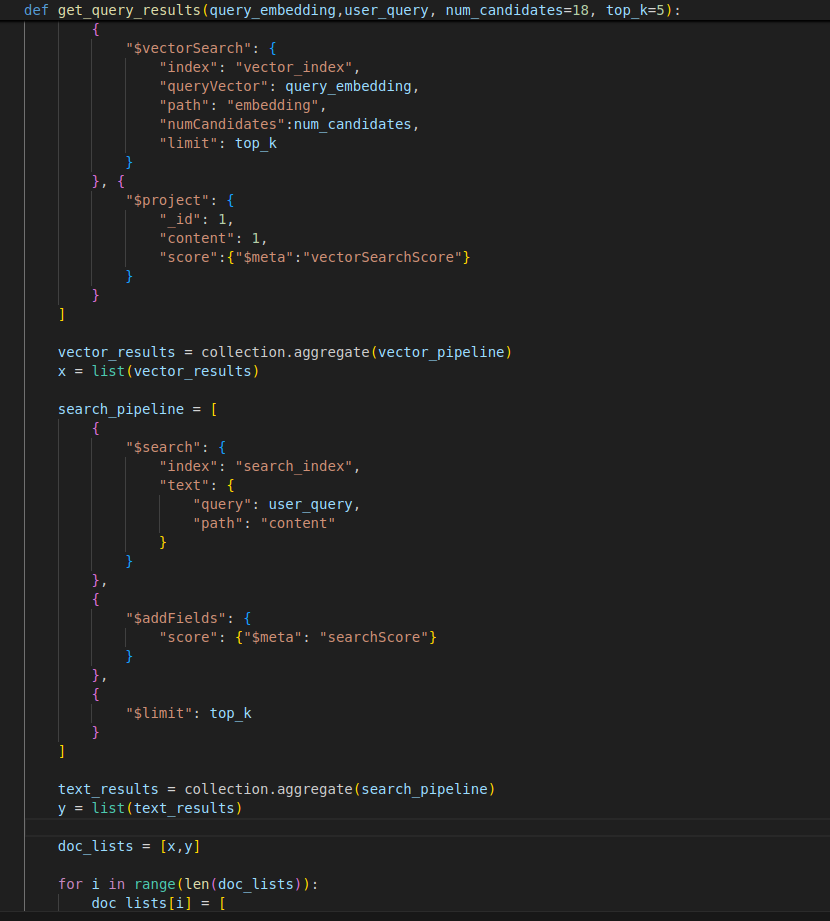 def get_query_results(query_embedding,user_query, num_candidates=18, top_k=5):
{
"$vectorSearch": {
"index": "vector_index",
"queryVector": query_embedding,
"path": "embedding",
"numCandidates":num_candidates,
"limit": top_k
}
}, {
"$project": {
"_id": 1,
"content": 1,
"score":{"$meta":"vectorSearchScore"}
}
}
]
vector_results = collection.aggregate(vector_pipeline)
x = list(vector_results)
search_pipeline = [
{
"$search": {
"index": "search_index",
"text": {
"query": user_query,
"path": "content"
}
}
},
{
"$addFields": {
"score": {"$meta": "searchScore"}
}
},
{
"$limit": top_k
}
]
text_results = collection.aggregate(search_pipeline)
y = list(text_results)
doc_lists = [x,y]
for i in range(len(doc_lists)):
doc_lists[i] = [